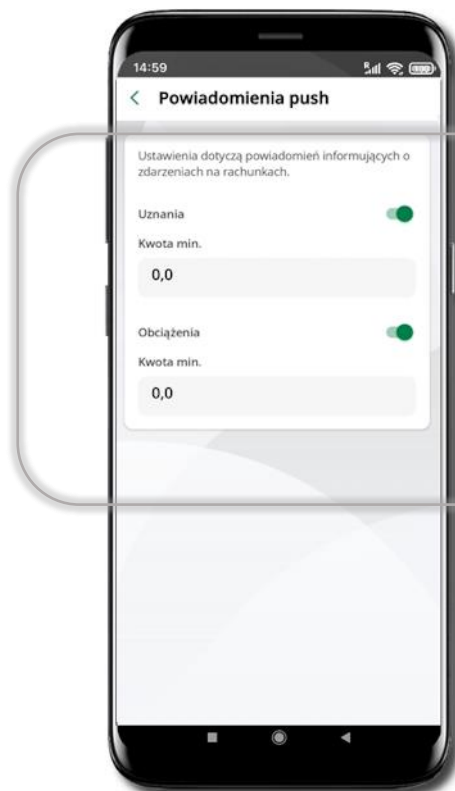 14:59
Powiadomienia push
Ustawienia dotyczą powiadomień informujących o
zdarzeniach na rachunkach.
Uznania
Kwota min.
0,0
Obciążenia
Kwota min.
0,0